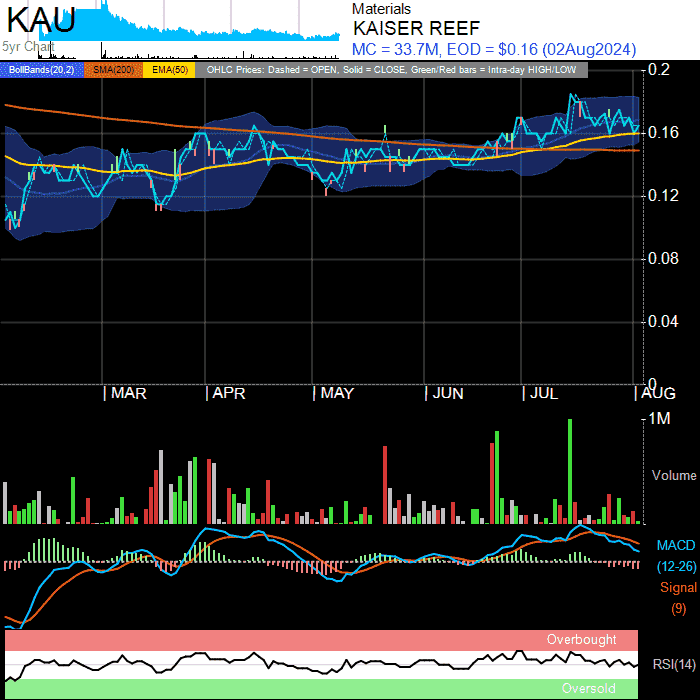 KAU
5yr Chart
Materials
KAISER REEF
MC = 33.7M, EOD = $0.16 (02Aug2024)
BollBands(20,2) SMA(200) EMA(50) OHLC Prices: Dashed = OPEN, Solid = CLOSE, Green/Red bars = Intra-day HIGH/LOW
0.2
0.16
0.12
0.08
0.04
0
MAR APR MAY JUN JUL AUG
1M
Volume
MACD
(12-26)
Signal
(9)
Overbought
RSI(14)
Oversold